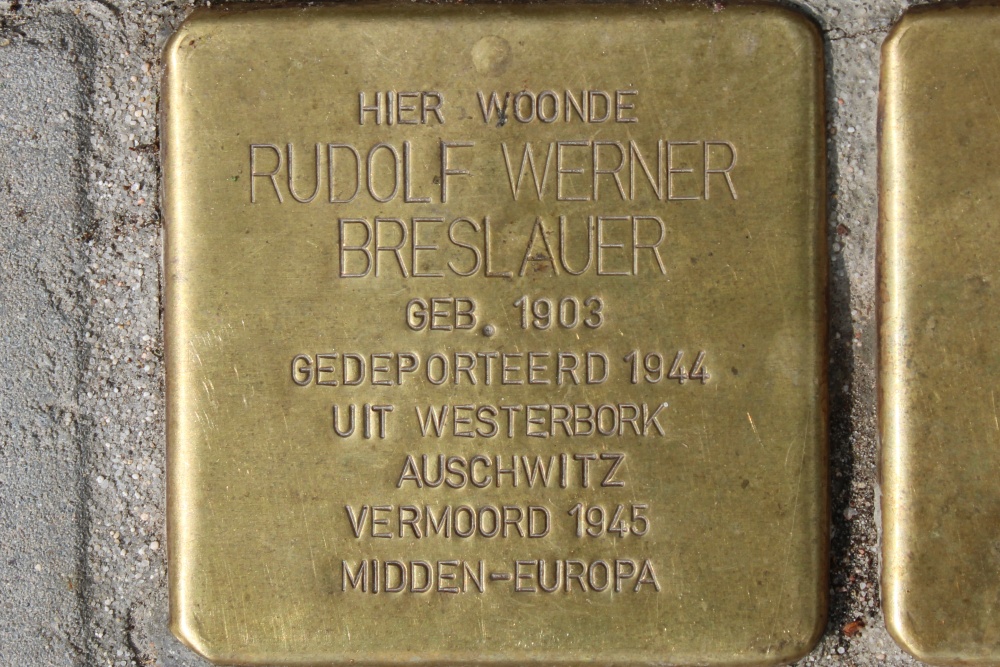 HIER WOONDE
RUDOLF WERNER
BRESLAUER
GEB. 1903
GEDEPORTEERD 1944
UIT WESTERBORK
AUSCHWITZ
VERMOORD 1945
MIDDEN-EUROPA